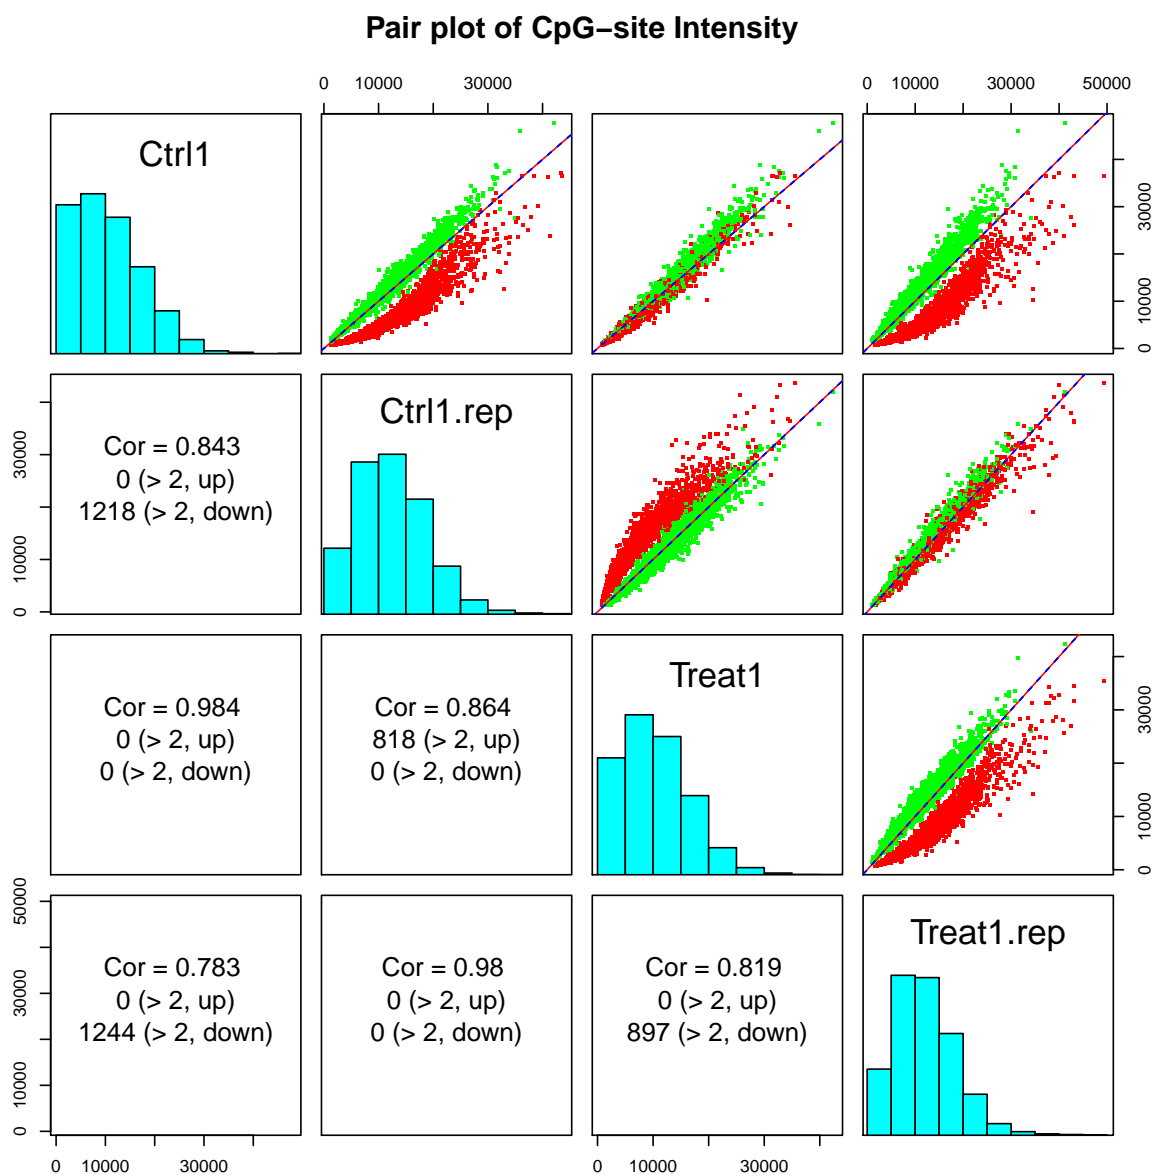 Pair plot of CpG−site Intensity
0 10000 30000
0 10000 30000 50000
Ctrl1
0 10000 30000
Cor = 0.843
0 (> 2, up)
1218 (> 2, down)
Ctrl1.rep
0 10000 30000
Cor = 0.984
0 (> 2, up)
0 (> 2, down)
Cor = 0.864
818 (> 2, up)
0 (> 2, down)
Treat1
0 10000 30000
Cor = 0.783
0 (> 2, up)
1244 (> 2, down)
Cor = 0.98
0 (> 2, up)
0 (> 2, down)
Cor = 0.819
0 (> 2, up)
897 (> 2, down)
Treat1.rep
0 10000 30000 50000
0 10000 30000
0 10000 30000